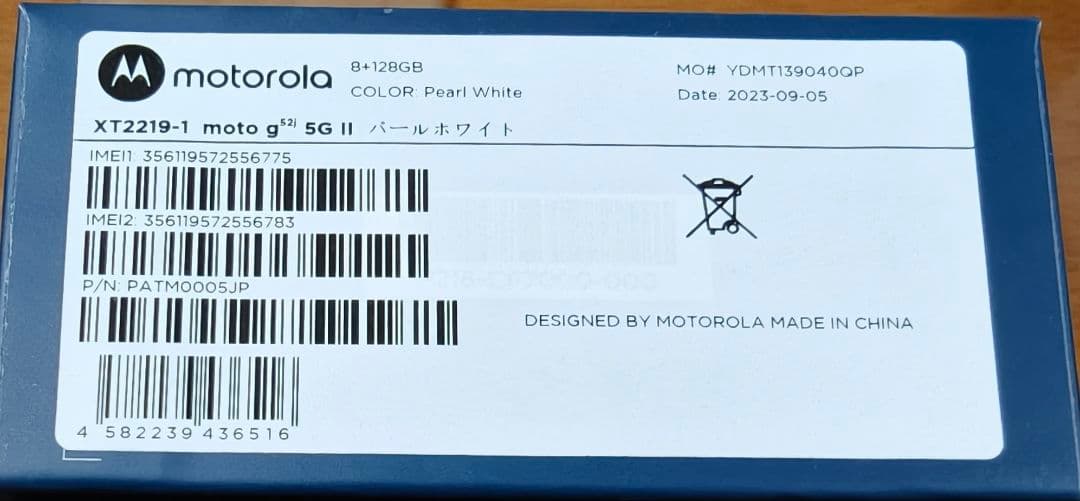 motorola
8+128GB
COLOR: Pearl White
MO# YDMT139040QP
Date: 2023-09-05
XT2219-1 moto g52j 5G II パールホワイト
IMEI1: 356119572556775
IMEI2: 356119572556783
P/N: PATM0005JP
DESIGNED BY MOTOROLA MADE IN CHINA
4 582239 436516